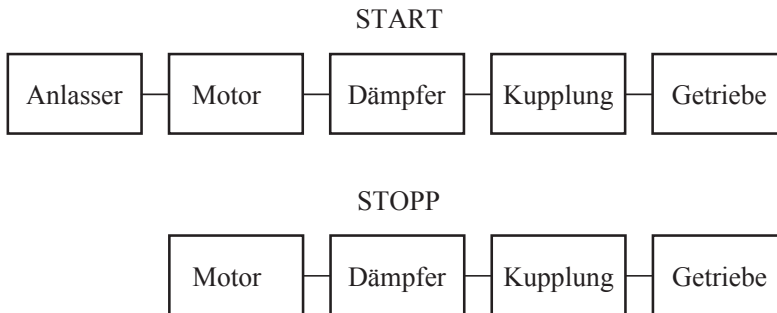 START
Anlasser Motor Dämpfer Kupplung Getriebe
STOPP
Motor Dämpfer Kupplung Getriebe